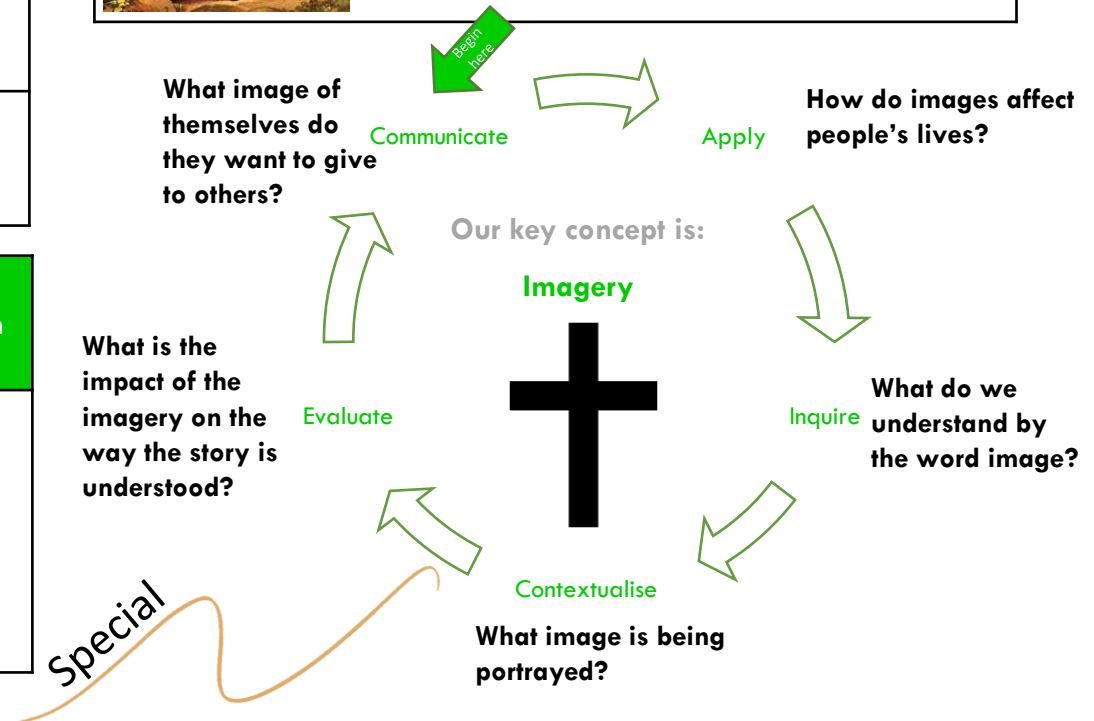 Begin
here
What image of
themselves do
they want to give
to others?
Communicate
Apply
How do images affect
people's lives?
Our key concept is:
Imagery
What is the
impact of the
imagery on the
way the story is
understood?
Evaluate
Inquire
What do we
understand by
the word image?
Contextualise
What image is being
portrayed?
Special